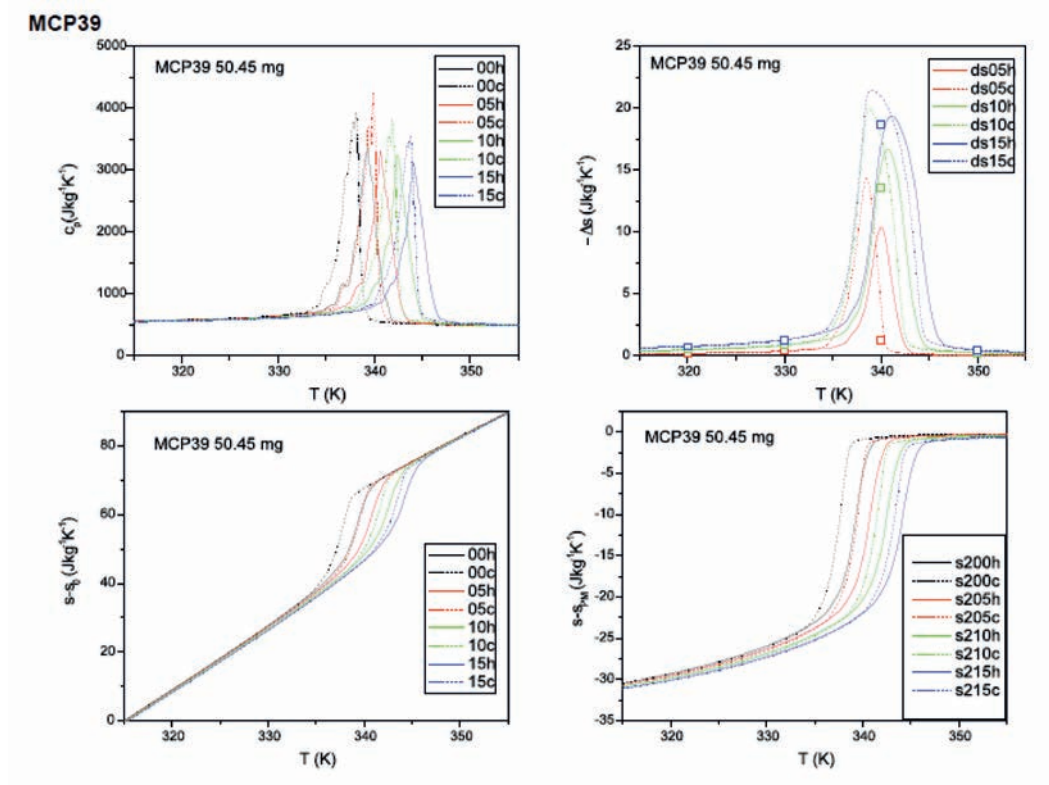 MCP39
5000
4000
3000
2000
1000
0
cp(Jkg-1K-1)
MCP39 50.45 mg
00h
00c
05h
05c
10h
10c
15h
15c
320 330 340 350
T (K)
25
20
15
10
5
0
-Δs (Jkg-1K-1)
MCP39 50.45 mg
ds05h
ds05c
ds10h
ds10c
ds15h
ds15c
320 330 340 350
T (K)
80
60
40
20
0
s-s0 (Jkg-1K-1)
MCP39 50.45 mg
00h
00c
05h
05c
10h
10c
15h
15c
320 330 340 350
T (K)
0
-5
-10
-15
-20
-25
-30
-35
s-sPM (Jkg-1K-1)
MCP39 50.45 mg
s200h
s200c
s205h
s205c
s210h
s210c
s215h
s215c
320 330 340 350
T (K)